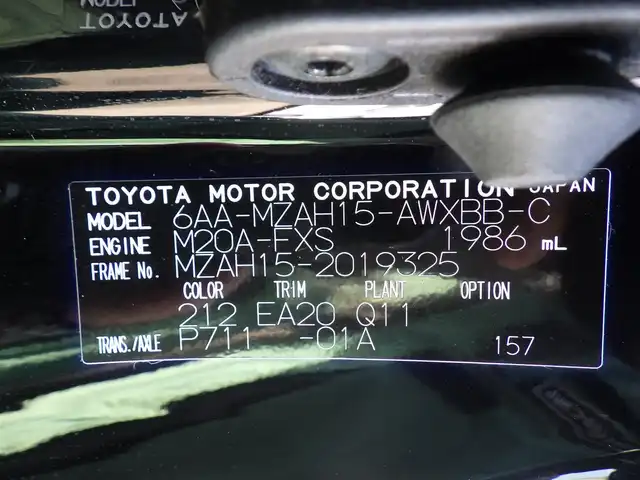 TOYOTA MOTOR CORPORATION JAPAN
MODEL 6AA-MZAH15-AWXBB-C
ENGINE M20A-FXS 1986 mL
FRAME No. MZAH15-2019325
COLOR TRIM PLANT OPTION
212 EA20 Q11
TRANS./AXLE P711 -01A 157